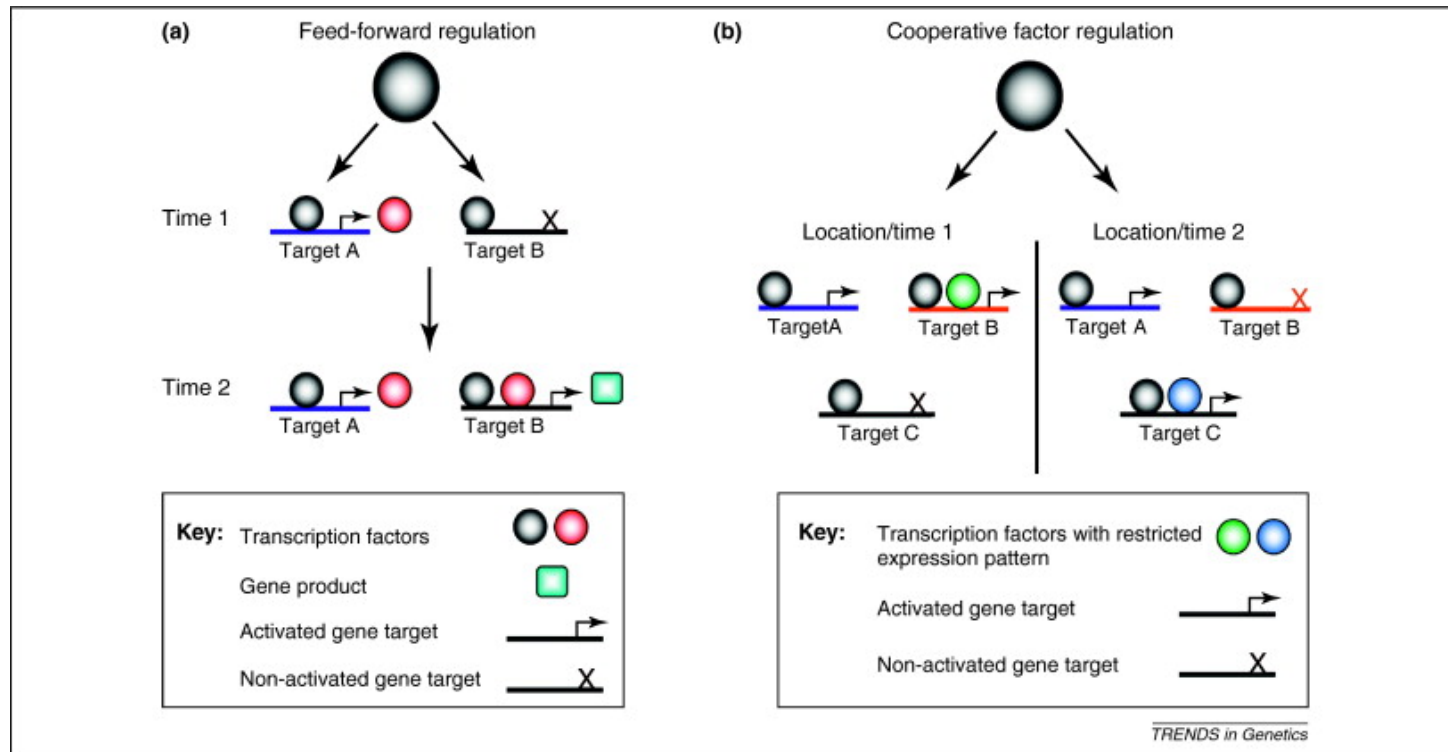 (a) Feed-forward regulation
Time 1
X
Target A
Target B
Time 2
Target A
Target B
Key: Transcription factors
Gene product
Activated gene target
Non-activated gene target X
(b) Cooperative factor regulation
Location/time 1
TargetA
Target B
X
Target C
Location/time 2
Target A
X
Target B
Target C
Key: Transcription factors with restricted
expression pattern
Activated gene target
Non-activated gene target X
TRENDS in Genetics